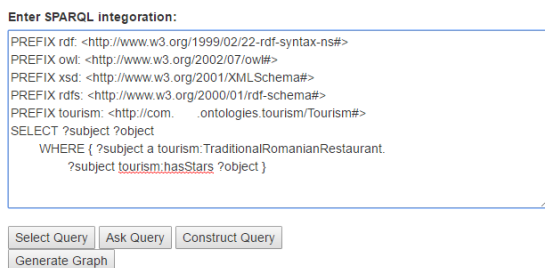 Enter SPARQL integoration:
PREFIX rdf: <http://www.w3.org/1999/02/22-rdf-syntax-ns#>
PREFIX owl: <http://www.w3.org/2002/07/owl#>
PREFIX xsd: <http://www.w3.org/2001/XMLSchema#>
PREFIX rdfs: <http://www.w3.org/2000/01/rdf-schema#>
PREFIX tourism: <http://com. .ontologies.tourism/Tourism#>
SELECT ?subject ?object
WHERE { ?subject a tourism:TraditionalRomanianRestaurant.
?subject tourism:hasStars ?object }
Select Query Ask Query Construct Query
Generate Graph